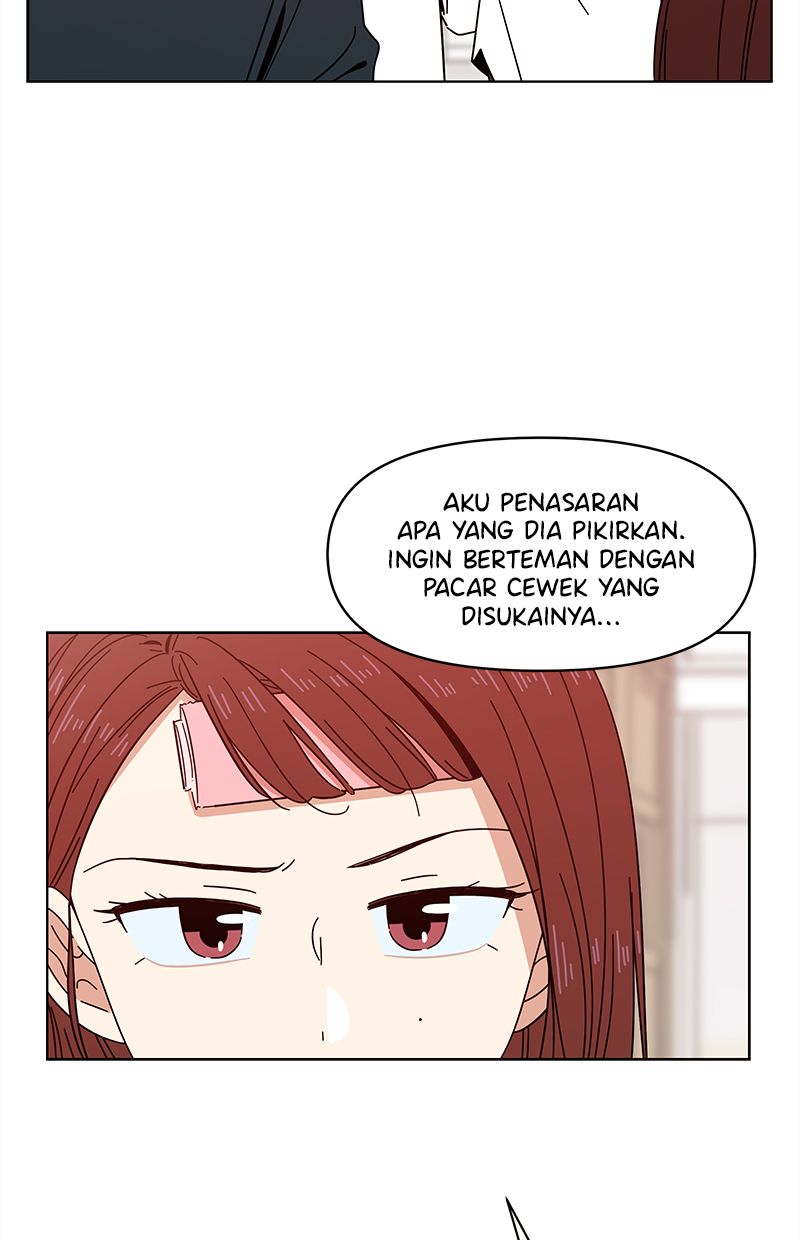 AKU PENASARAN
APA YANG DIA PIKIRKAN.
INGIN BERTEMAN DENGAN
PACAR CEWEK YANG
DISUKAINYA...